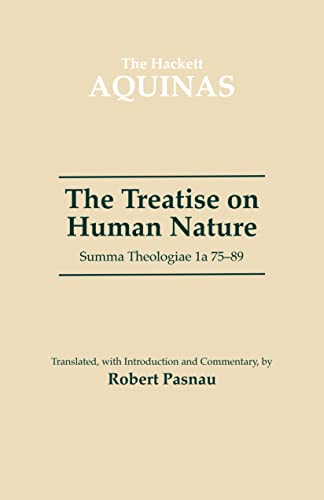 The Hackett
AQUINAS
The Treatise on
Human Nature
Summa Theologiae 1a 75–89
Translated, with Introduction and Commentary, by
Robert Pasnau